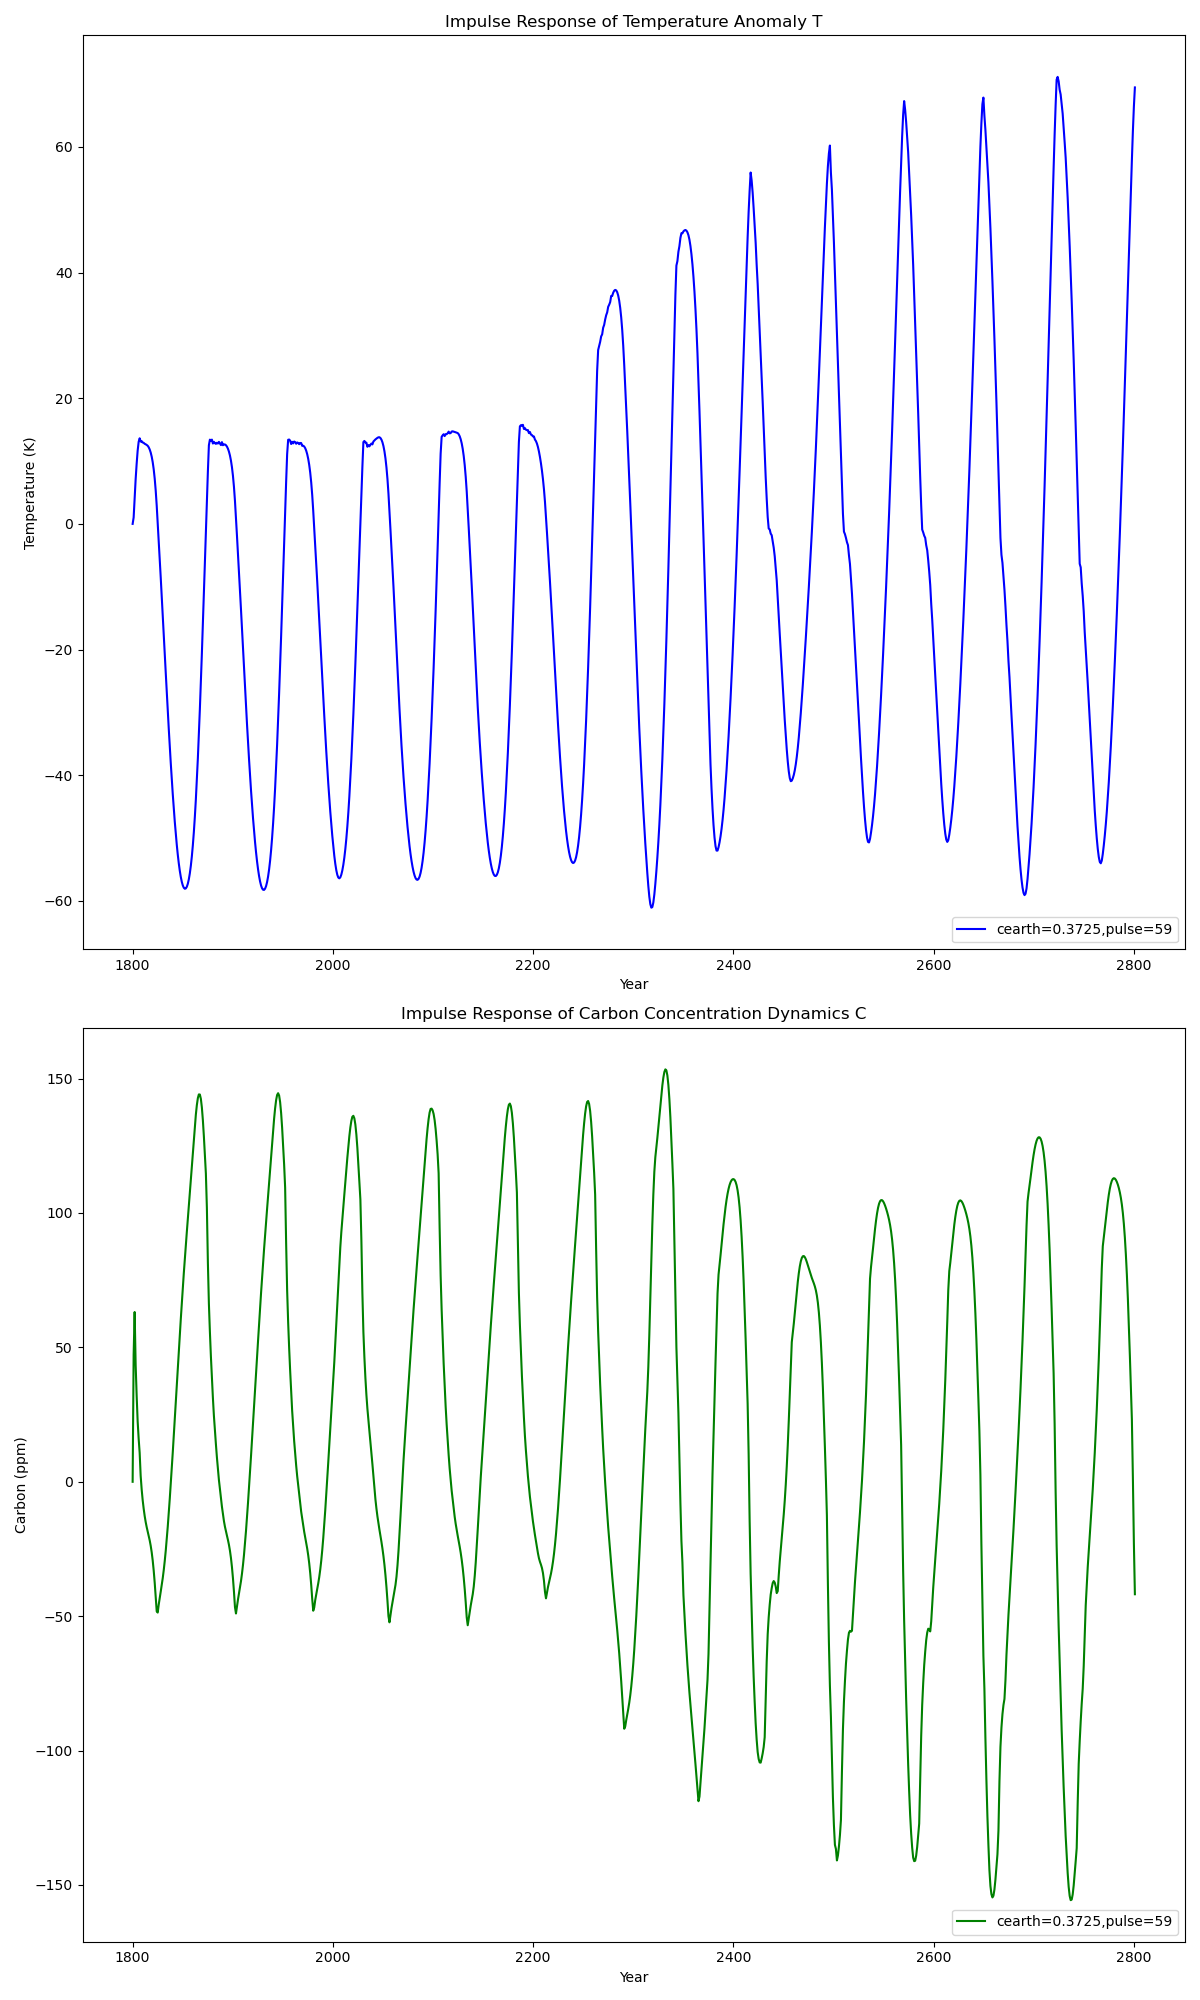 Impulse Response of Temperature Anomaly T
Temperature (K)
60
40
20
0
−20
−40
−60
cearth=0.3725,pulse=59
1800 2000 2200 2400 2600 2800
Year
Impulse Response of Carbon Concentration Dynamics C
Carbon (ppm)
150
100
50
0
−50
−100
−150
cearth=0.3725,pulse=59
1800 2000 2200 2400 2600 2800
Year